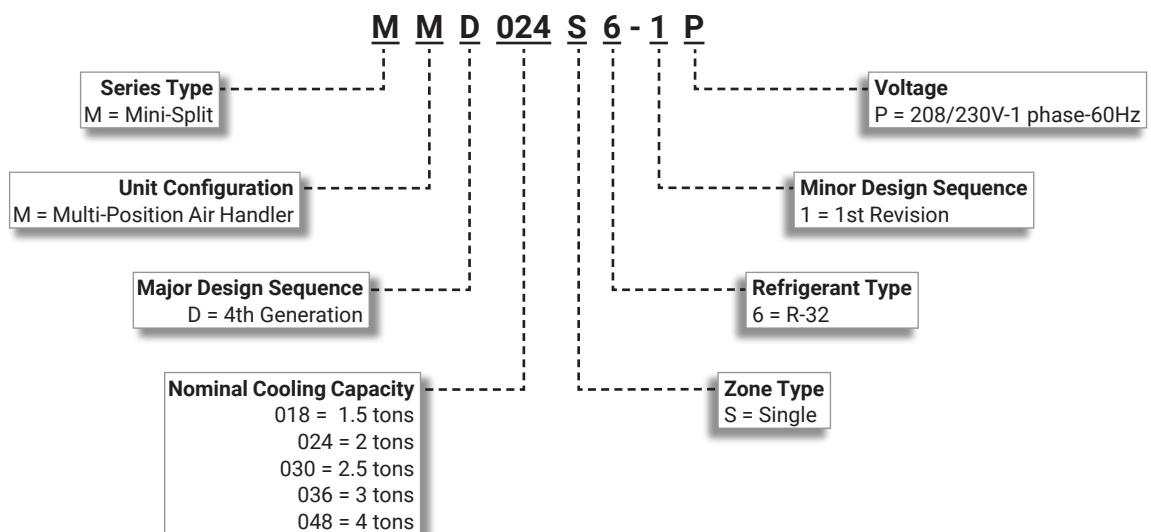 M M D 024 S 6 - 1 P
Series Type
M = Mini-Split
Voltage
P = 208/230V-1 phase-60Hz
Unit Configuration
M = Multi-Position Air Handler
Minor Design Sequence
1 = 1st Revision
Major Design Sequence
D = 4th Generation
Refrigerant Type
6 = R-32
Nominal Cooling Capacity
018 = 1.5 tons
024 = 2 tons
030 = 2.5 tons
036 = 3 tons
048 = 4 tons
Zone Type
S = Single